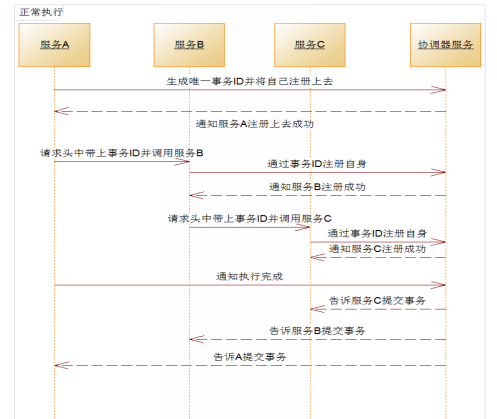 正常执行
服务A
服务B
服务C
协调器服务
生成唯一事务ID并将自己注册上去
通知服务A注册上去成功
请求头中带上事务ID并调用服务B
通过事务ID注册自身
通知服务B注册成功
请求头中带上事务ID并调用服务C
通过事务ID注册自身
通知服务C注册成功
通知执行完成
告诉服务C提交事务
告诉服务B提交事务
告诉A提交事务